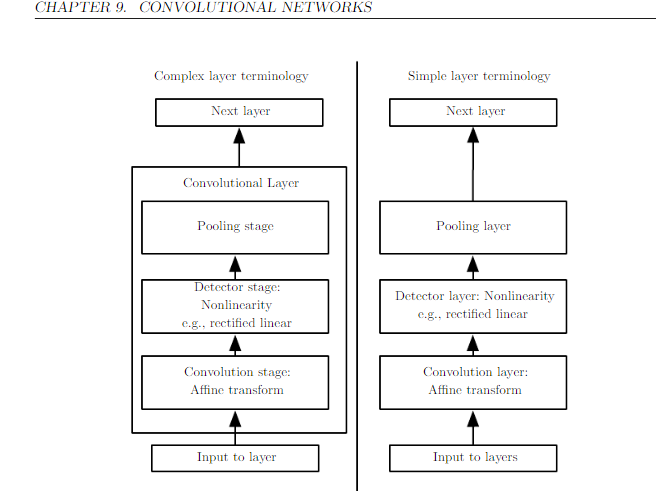 CHAPTER 9. CONVOLUTIONAL NETWORKS
Complex layer terminology
Next layer
Convolutional Layer
Pooling stage
Detector stage:
Nonlinearity
e.g., rectified linear
Convolution stage:
Affine transform
Input to layer
Simple layer terminology
Next layer
Pooling layer
Detector layer: Nonlinearity
e.g., rectified linear
Convolution layer:
Affine transform
Input to layers